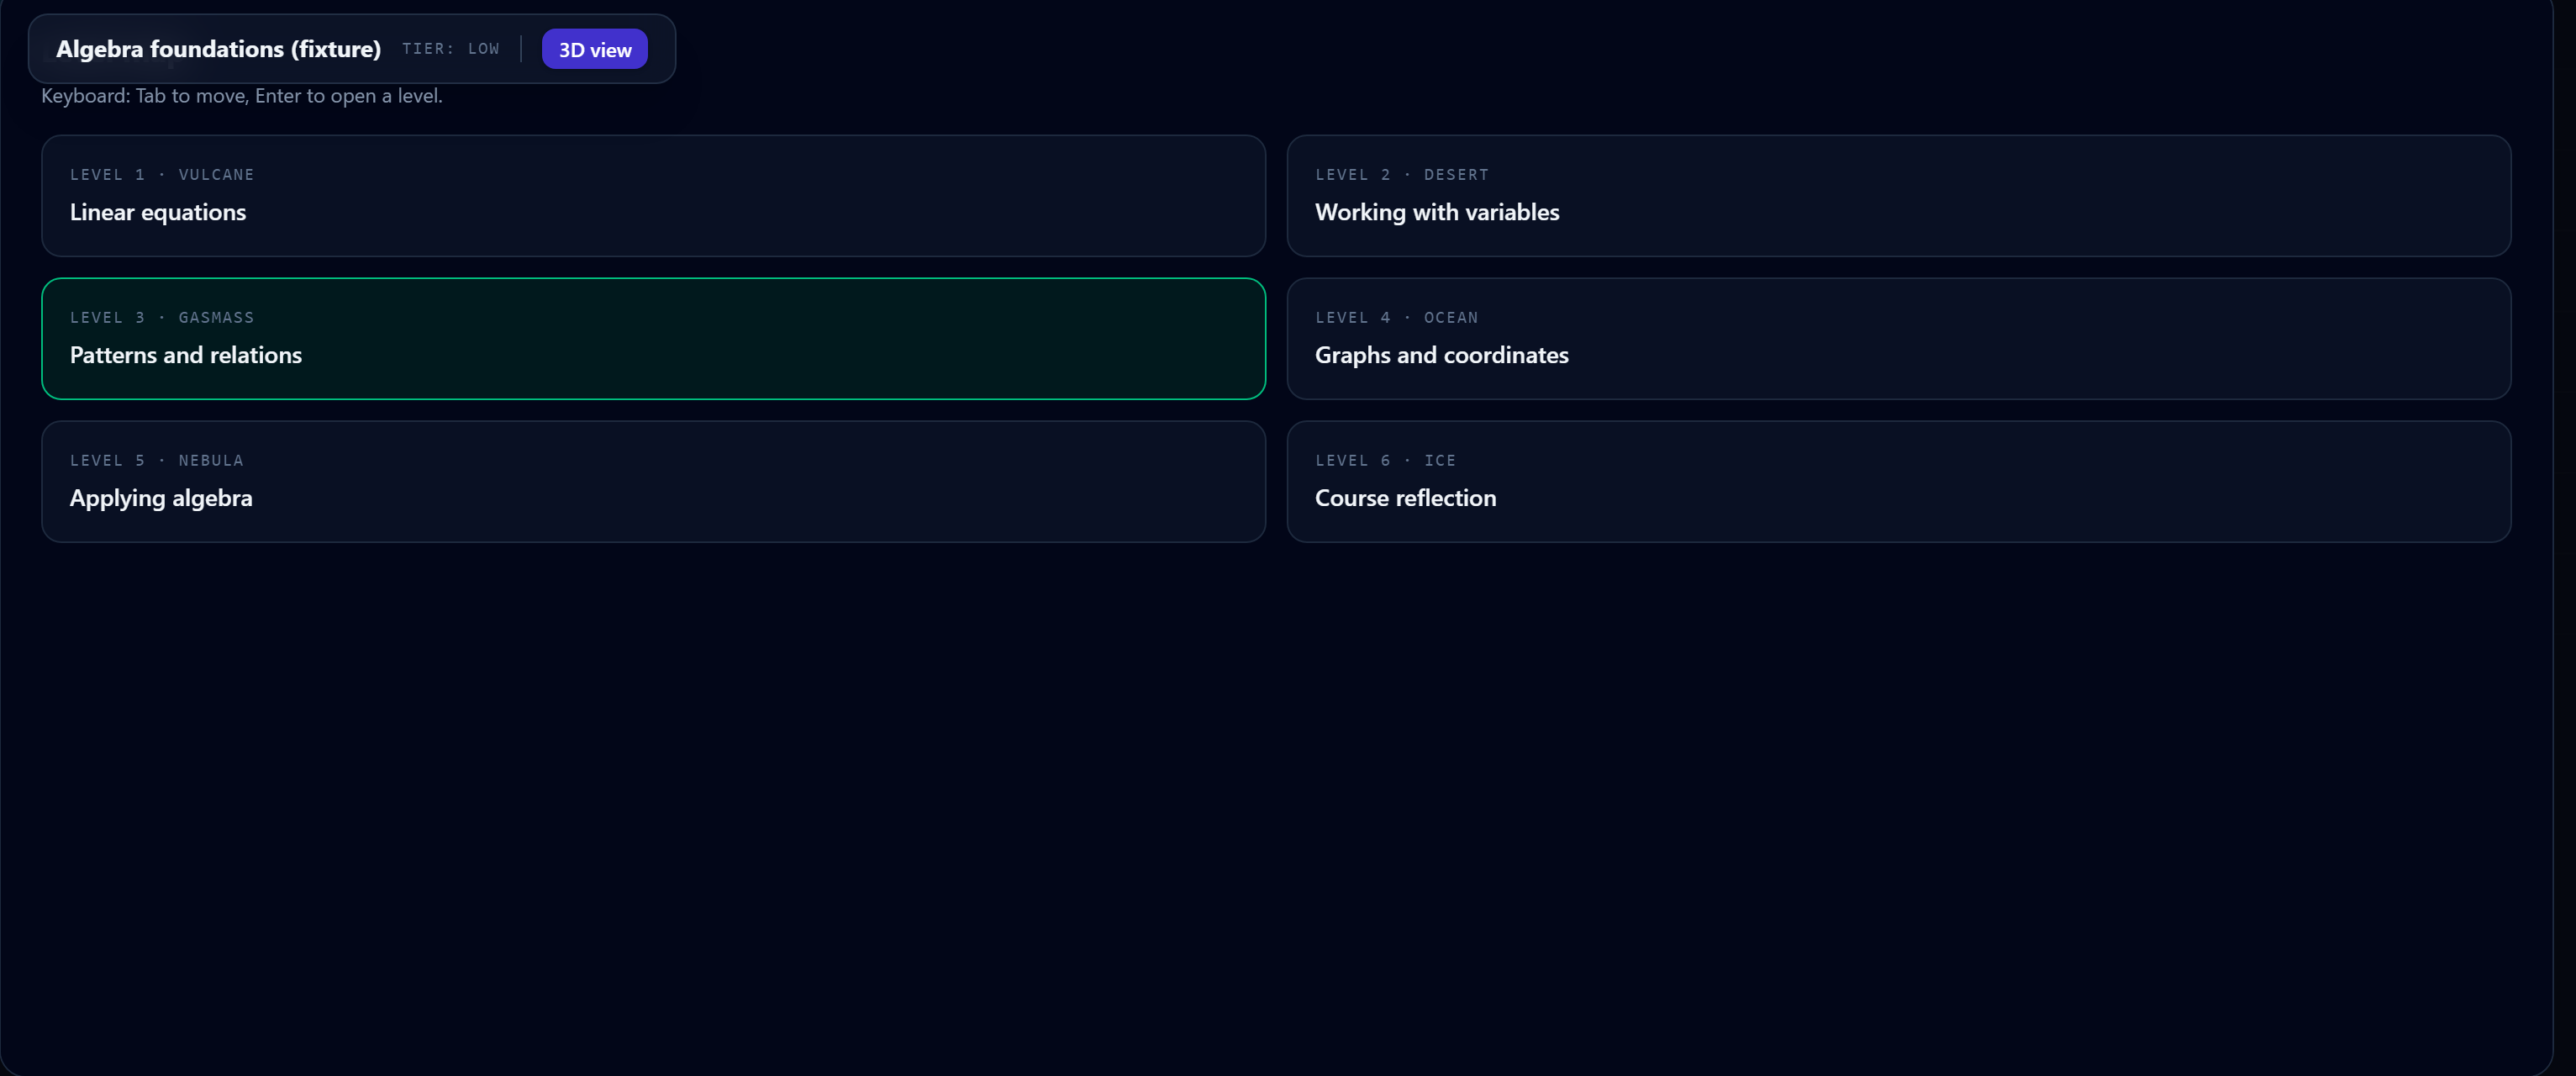 Algebra foundations (fixture) TIER: LOW 3D view
Keyboard: Tab to move, Enter to open a level.
LEVEL 1 · VULCANE
Linear equations
LEVEL 2 · DESERT
Working with variables
LEVEL 3 · GASMASS
Patterns and relations
LEVEL 4 · OCEAN
Graphs and coordinates
LEVEL 5 · NEBULA
Applying algebra
LEVEL 6 · ICE
Course reflection